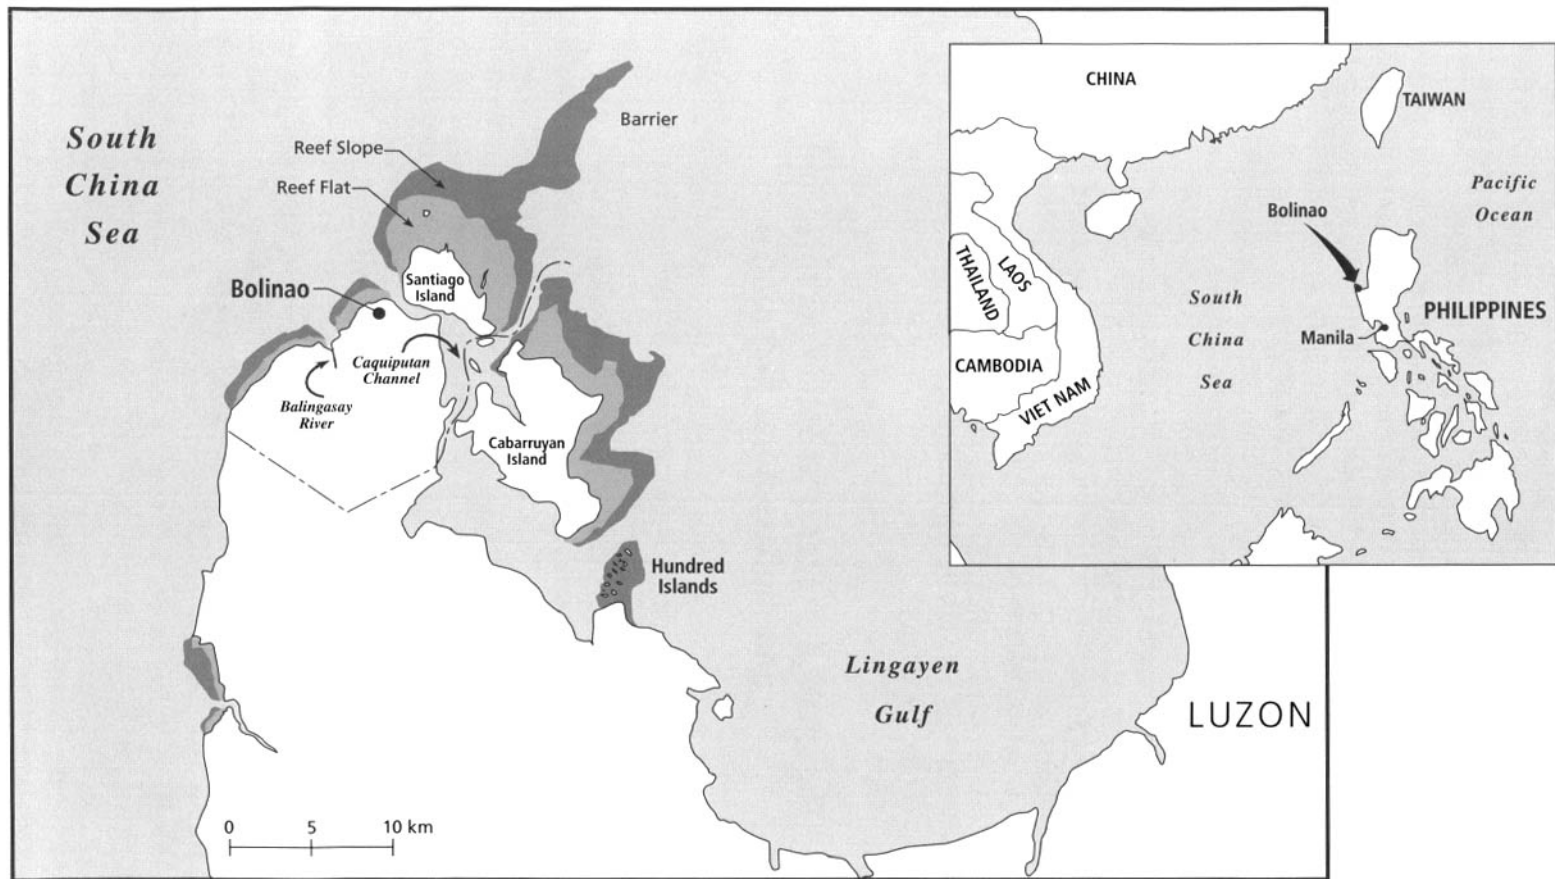 South
China
Sea
Barrier
Reef Slope
Reef Flat
Santiago
Island
Bolinao
Caquiputan
Channel
Balingasay
River
Cabarruyan
Island
Hundred
Islands
Lingayen
Gulf
LUZON
0 5 10 km
CHINA
TAIWAN
Pacific
Ocean
Bolinao
THAILAND
LAOS
South
China
Sea
PHILIPPINES
Manila
CAMBODIA
VIET NAM